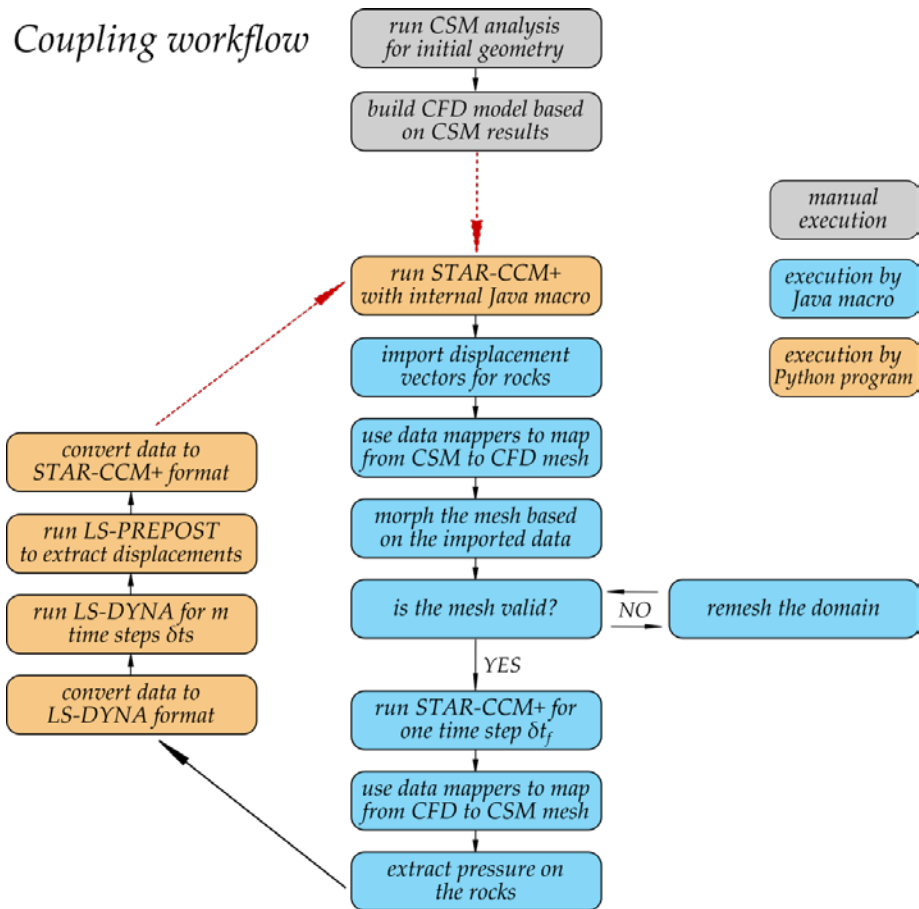 Coupling workflow
run CSM analysis
for initial geometry
build CFD model based
on CSM results
manual
execution
execution by
Java macro
execution by
Python program
run STAR-CCM+
with internal Java macro
import displacement
vectors for rocks
use data mappers to map
from CSM to CFD mesh
morph the mesh based
on the imported data
is the mesh valid?
NO
remesh the domain
YES
run STAR-CCM+ for
one time step δt_f
use data mappers to map
from CFD to CSM mesh
extract pressure on
the rocks
convert data to
STAR-CCM+ format
run LS-PREPOST
to extract displacements
run LS-DYNA for m
time steps δts
convert data to
LS-DYNA format